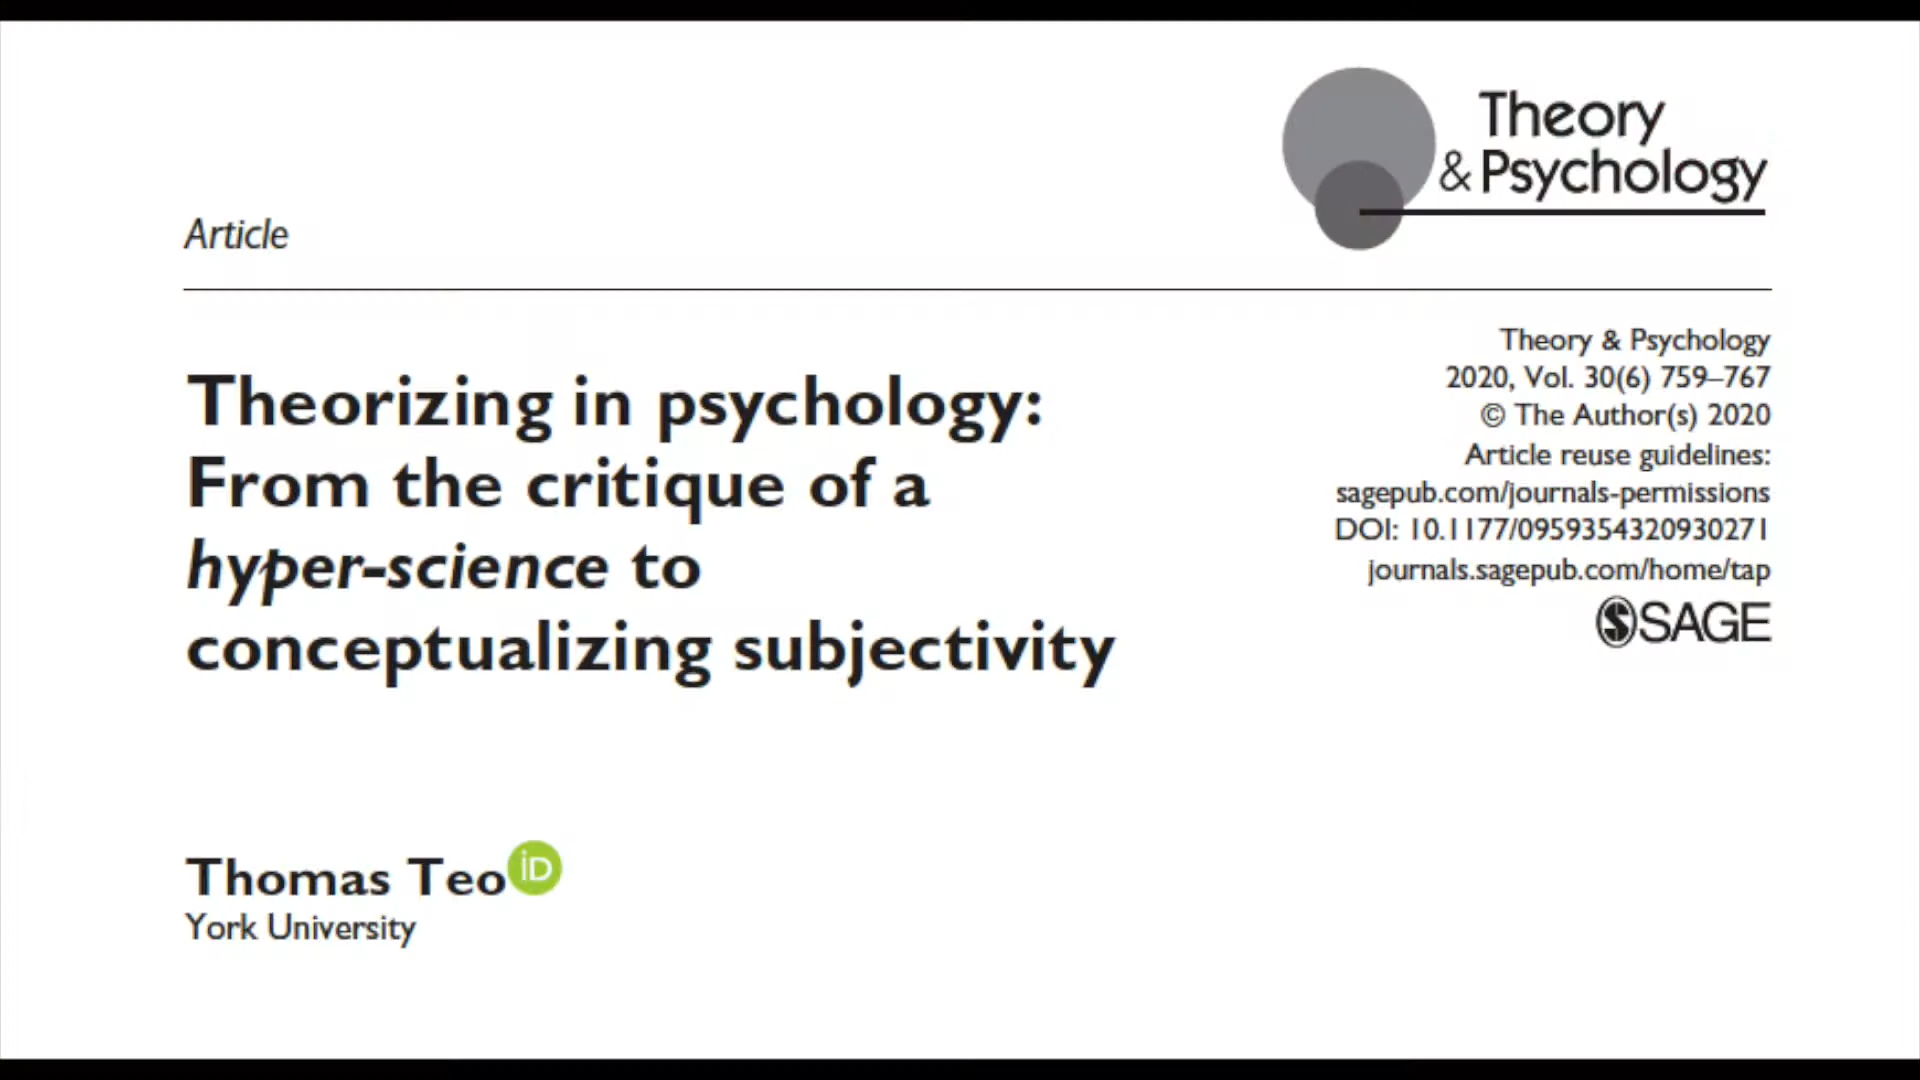 Theory
& Psychology
Article
Theorizing in psychology:
From the critique of a
hyper-science to
conceptualizing subjectivity
Theory & Psychology
2020, Vol. 30(6) 759–767
© The Author(s) 2020
Article reuse guidelines:
sagepub.com/journals-permissions
DOI: 10.1177/0959354320930271
journals.sagepub.com/home/tap
SAGE
Thomas Teo iD
York University